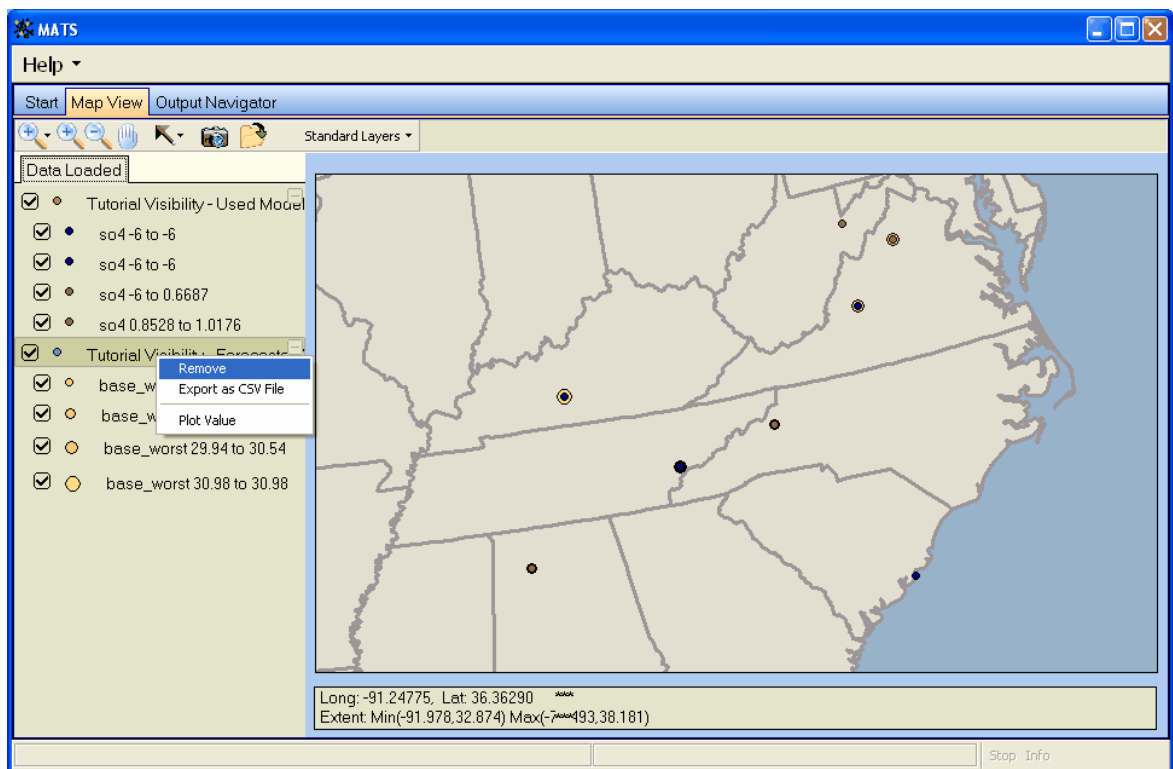 MATS
Help
Start Map View Output Navigator
Standard Layers
Data Loaded
Tutorial Visibility - Used Model
so4 -6 to -6
so4 -6 to -6
so4 -6 to 0.6687
so4 0.8528 to 1.0176
Tutorial
Remove
base_w
Export as CSV File
base_w
Plot Value
base_worst 29.94 to 30.54
base_worst 30.98 to 30.98
Long: -91.24775, Lat: 36.36290 ****
Extent: Min(-91.978,32.874) Max(-7***493,38.181)
Stop Info